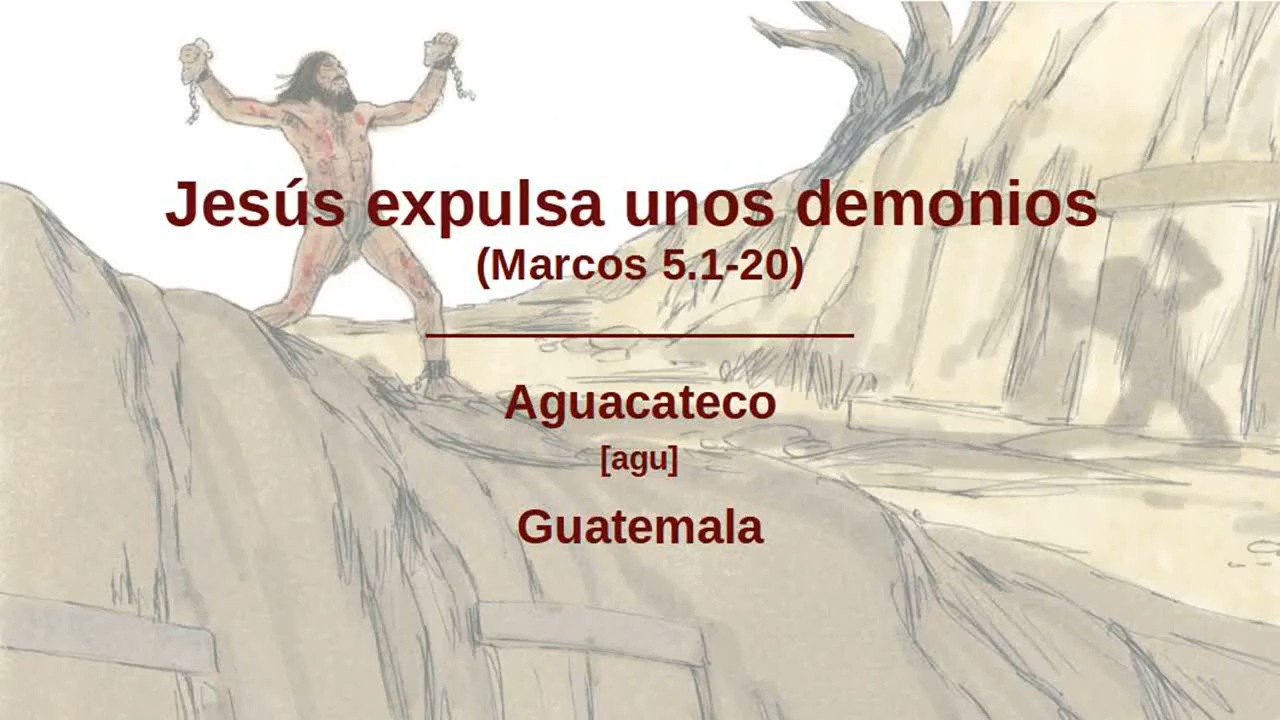 Jesús expulsa unos demonios
(Marcos 5.1-20)
Aguacateco
[agu]
Guatemala